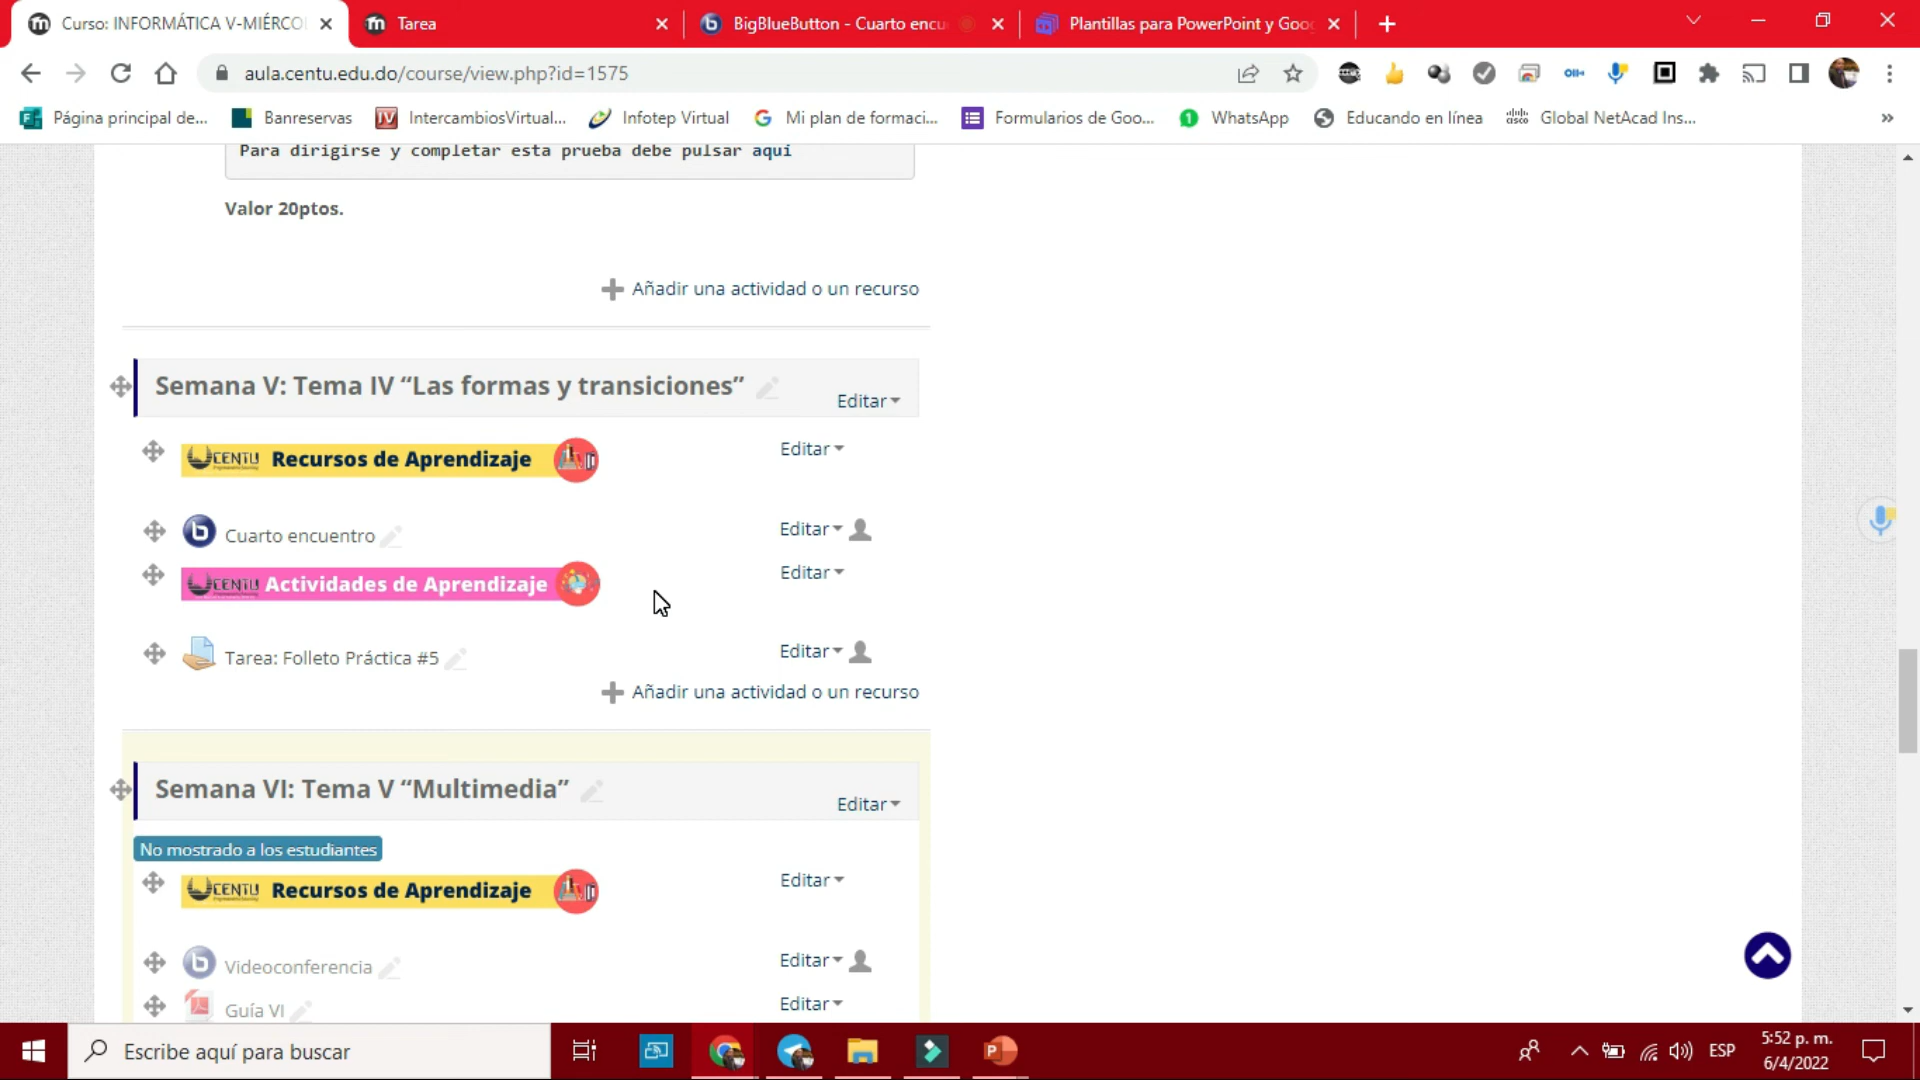 Curso: INFORMÁTICA V-MIÉRCO
Tarea
BigBlueButton - Cuarto encu
Plantillas para PowerPoint y Goo
aula.centu.edu.do/course/view.php?id=1575
Página principal de...
Banreservas
IntercambiosVirtual...
Infotep Virtual
Mi plan de formaci...
Formularios de Goo...
WhatsApp
Educando en línea
Global NetAcad Ins...
»
Para dirigirse y completar esta prueba debe pulsar aquí
Valor 20ptos.
Añadir una actividad o un recurso
Semana V: Tema IV “Las formas y transiciones”
Editar
CENTU Recursos de Aprendizaje
Editar
Cuarto encuentro
Editar
CENTU Actividades de Aprendizaje
Editar
Tarea: Folleto Práctica #5
Editar
Añadir una actividad o un recurso
Semana VI: Tema V “Multimedia”
Editar
No mostrado a los estudiantes
CENTU Recursos de Aprendizaje
Editar
Videoconferencia
Editar
Guía VI
Editar
Escribe aquí para buscar
ESP
5:52 p. m.
6/4/2022